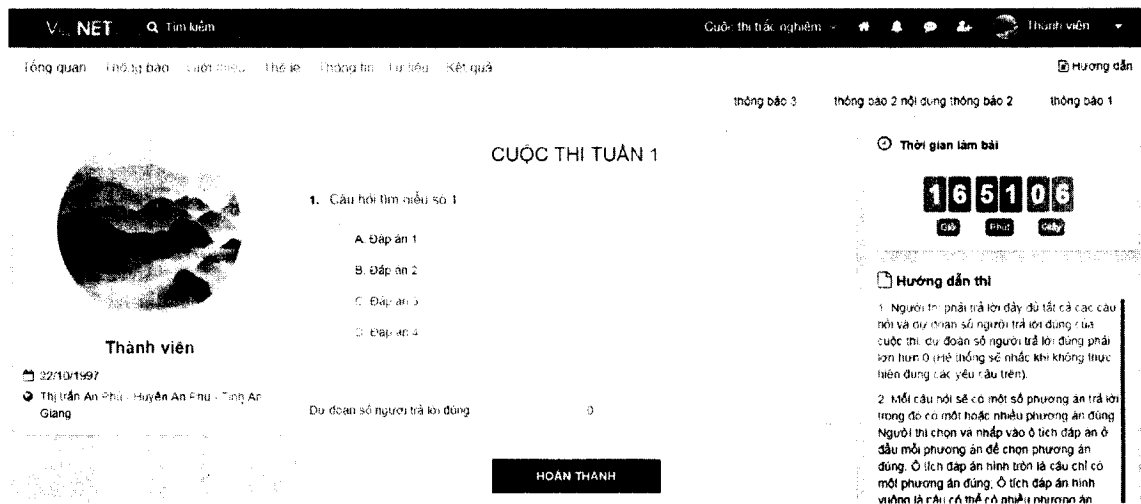 NET Tìm kiếm Cuộc thi trắc nghiệm Thành viên
Tổng quan Thông báo Giới thiệu Thể lệ Thông tin Tư liệu Kết quả Hướng dẫn
thông báo 3 thông báo 2 nội dung thông báo 2 thông báo 1
CUỘC THI TUẦN 1
1. Câu hỏi tìm hiểu số 1
A. Đáp án 1
B. Đáp án 2
C. Đáp án 3
D. Đáp án 4
Dự đoán số người trả lời đúng 0
HOÀN THÀNH
Thành viên
22/10/1997
Thị trấn An Phú - Huyện An Phú - Tỉnh An
Giang
Thời gian làm bài
16 51 06
Giờ Phút Giây
Hướng dẫn thi
1. Người thi phải trả lời đầy đủ tất cả các câu
hỏi và dự đoán số người trả lời đúng của
cuộc thi, dự đoán số người trả lời đúng phải
lớn hơn 0 (Hệ thống sẽ nhắc khi không thực
hiện đúng các yêu cầu trên).
2. Mỗi câu hỏi sẽ có một số phương án trả lời
trong đó có một hoặc nhiều phương án đúng
Người thi chọn và nhấp vào ô tích đáp án ở
đầu mỗi phương án để chọn phương án
đúng. Ô tích đáp án hình tròn là câu chỉ có
một phương án đúng, Ô tích đáp án hình
vuông là câu có thể có nhiều phương án